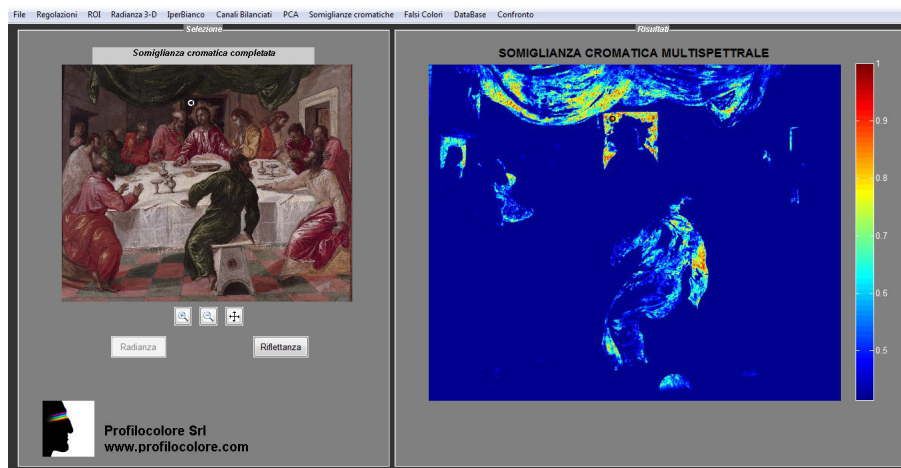 File Regolazioni ROI Radianza 3-D IperBianco Canali Bilanciati PCA Somiglianze cromatiche Falsi Colori DataBase Confronto
Selezione
Somiglianza cromatica completata
Radianza
Riflettanza
Profilocolore Srl
www.profilocolore.com
Risultati
SOMIGLIANZA CROMATICA MULTISPETTRALE
1
0.9
0.8
0.7
0.6
0.5